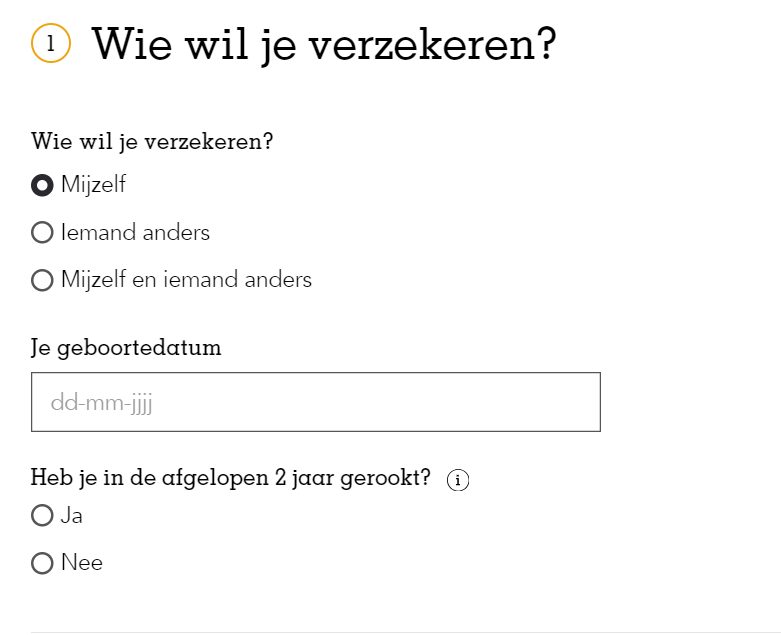 1 Wie wil je verzekeren?
Wie wil je verzekeren?
Mijzelf
Iemand anders
Mijzelf en iemand anders
Je geboortedatum
dd-mm-jjjj
Heb je in de afgelopen 2 jaar gerookt? i
Ja
Nee